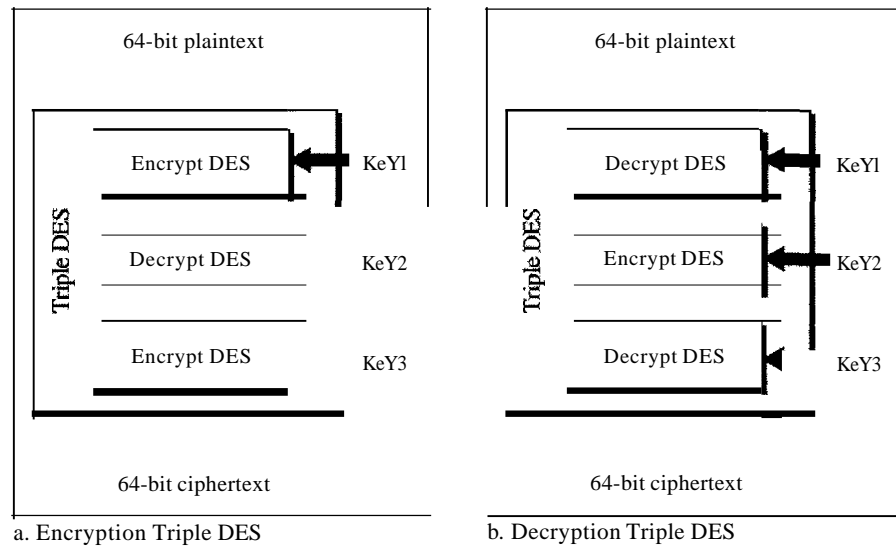 64-bit plaintext
Triple DES
Encrypt DES
KeYl
Decrypt DES
KeY2
Encrypt DES
KeY3
64-bit ciphertext
a. Encryption Triple DES
64-bit plaintext
Triple DES
Decrypt DES
KeYl
Encrypt DES
KeY2
Decrypt DES
KeY3
64-bit ciphertext
b. Decryption Triple DES